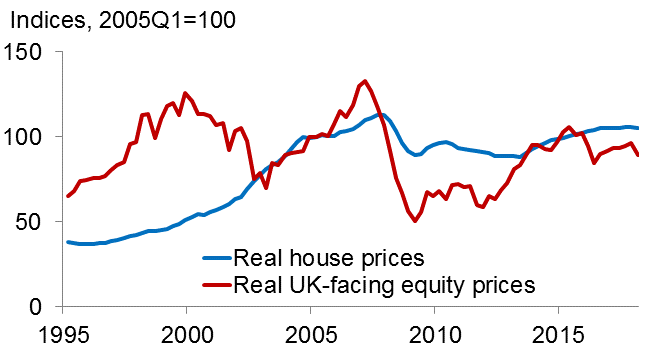 Indices, 2005Q1=100
150
100
50
0
Real house prices
Real UK-facing equity prices
1995 2000 2005 2010 2015